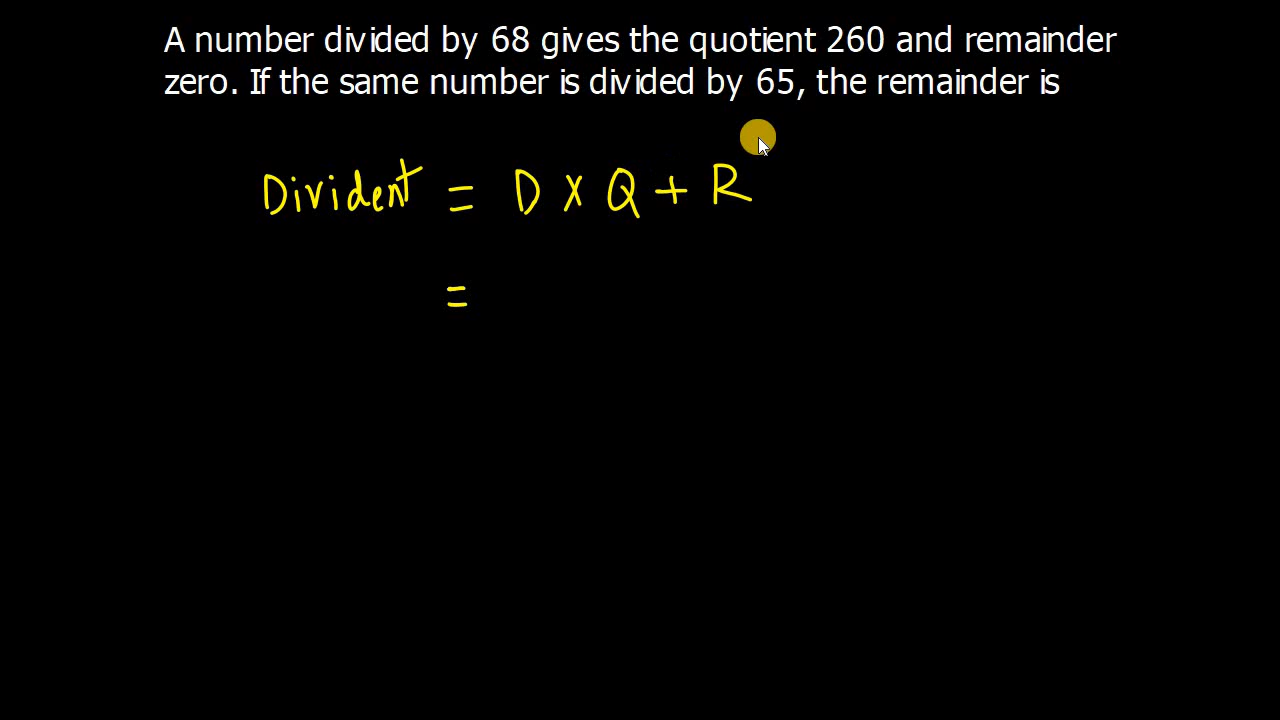 A number divided by 68 gives the quotient 260 and remainder
zero. If the same number is divided by 65, the remainder is
Divident = D x Q + R
=